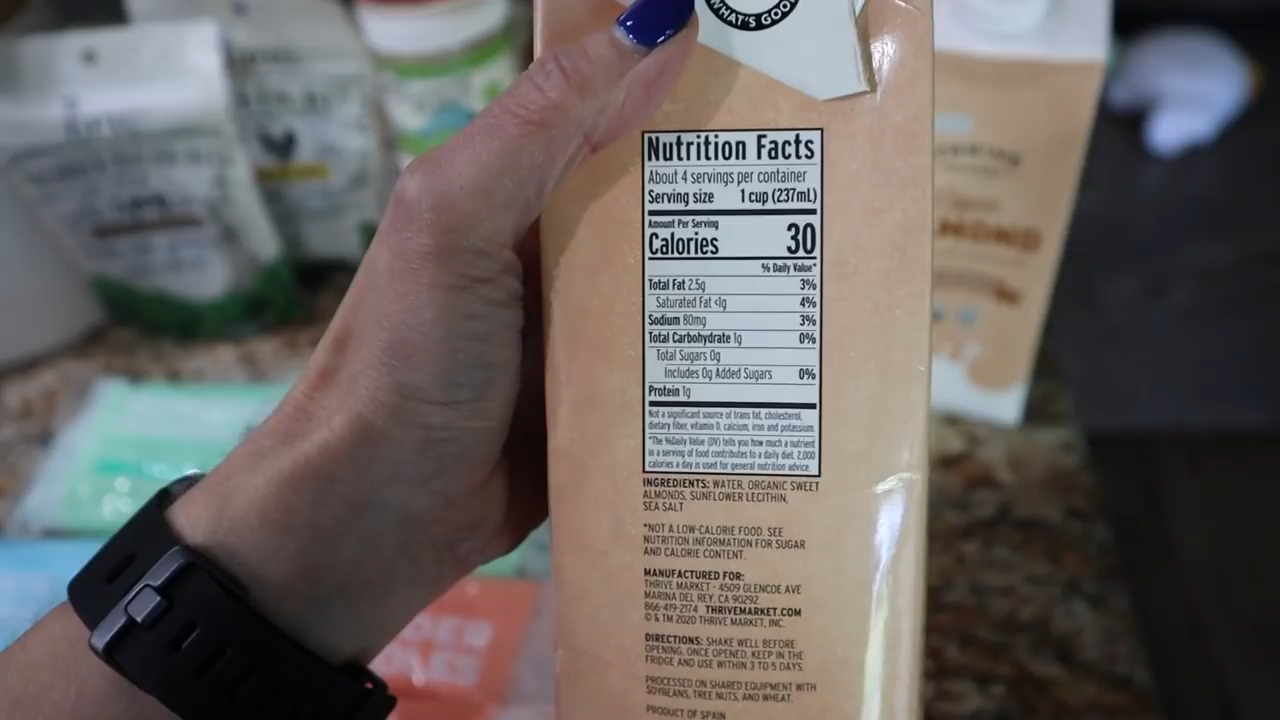 WHAT'S GOO
Nutrition Facts
About 4 servings per container
Serving size 1 cup (237mL)
Amount Per Serving
Calories 30
% Daily Value*
Total Fat 2.5g 3%
Saturated Fat <1g 4%
Sodium 80mg 3%
Total Carbohydrate 1g 0%
Total Sugars 0g
Includes 0g Added Sugars 0%
Protein 1g
Not a significant source of trans fat, cholesterol,
dietary fiber, vitamin D, calcium, iron and potassium.
*The %Daily Value (DV) tells you how much a nutrient
in a serving of food contributes to a daily diet. 2,000
calories a day is used for general nutrition advice.
INGREDIENTS: WATER, ORGANIC SWEET
ALMONDS, SUNFLOWER LECITHIN,
SEA SALT
*NOT A LOW-CALORIE FOOD. SEE
NUTRITION INFORMATION FOR SUGAR
AND CALORIE CONTENT.
MANUFACTURED FOR:
THRIVE MARKET - 4509 GLENCOE AVE
MARINA DEL REY, CA 90292
866-419-2174 THRIVEMARKET.COM
© & TM 2020 THRIVE MARKET, INC.
DIRECTIONS: SHAKE WELL BEFORE
OPENING. ONCE OPENED, KEEP IN THE
FRIDGE AND USE WITHIN 3 TO 5 DAYS.
PROCESSED ON SHARED EQUIPMENT WITH
SOYBEANS, TREE NUTS, AND WHEAT.
PRODUCT OF SPAIN
MOND